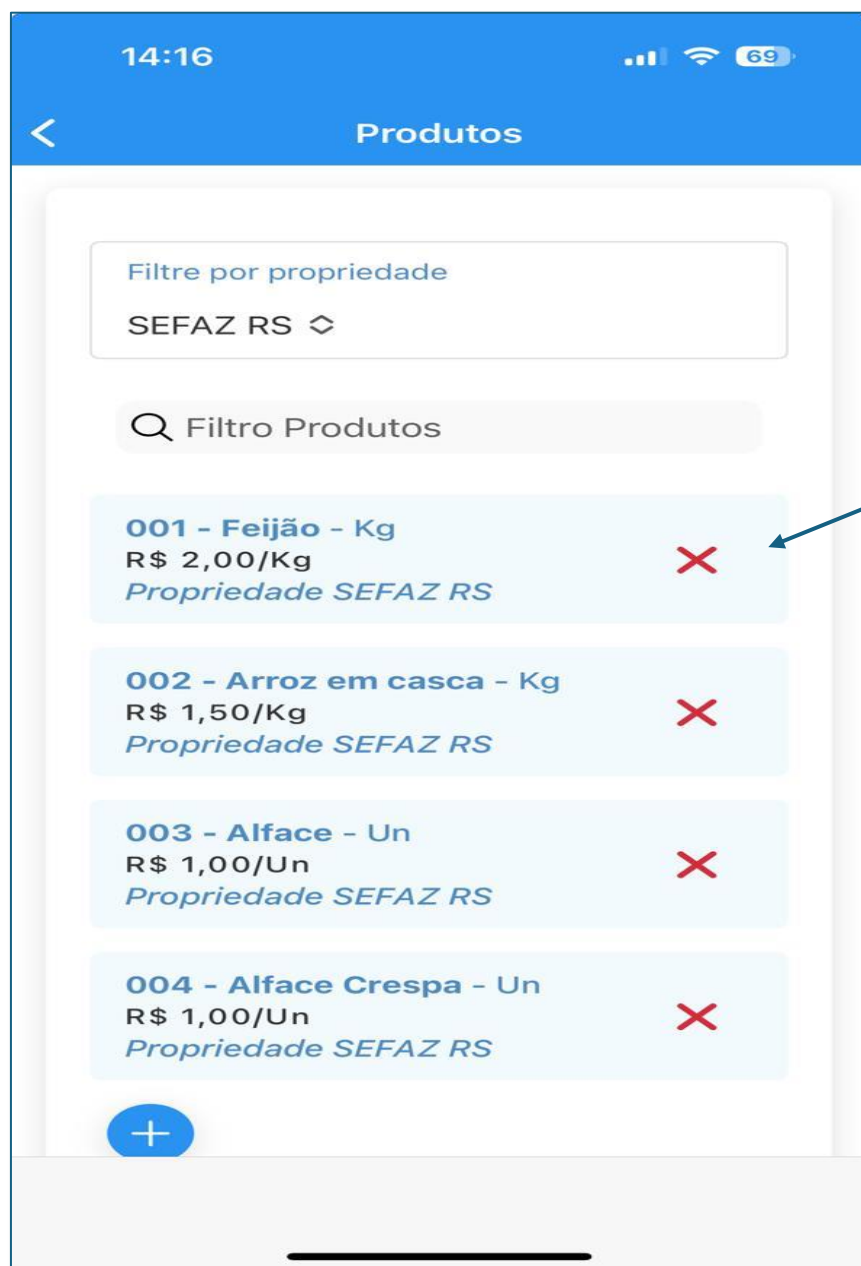 14:16
69
Produtos
Filtre por propriedade
SEFAZ RS
Filtro Produtos
001 - Feijão - Kg
R$ 2,00/Kg
Propriedade SEFAZ RS
002 - Arroz em casca - Kg
R$ 1,50/Kg
Propriedade SEFAZ RS
003 - Alface - Un
R$ 1,00/Un
Propriedade SEFAZ RS
004 - Alface Crespa - Un
R$ 1,00/Un
Propriedade SEFAZ RS